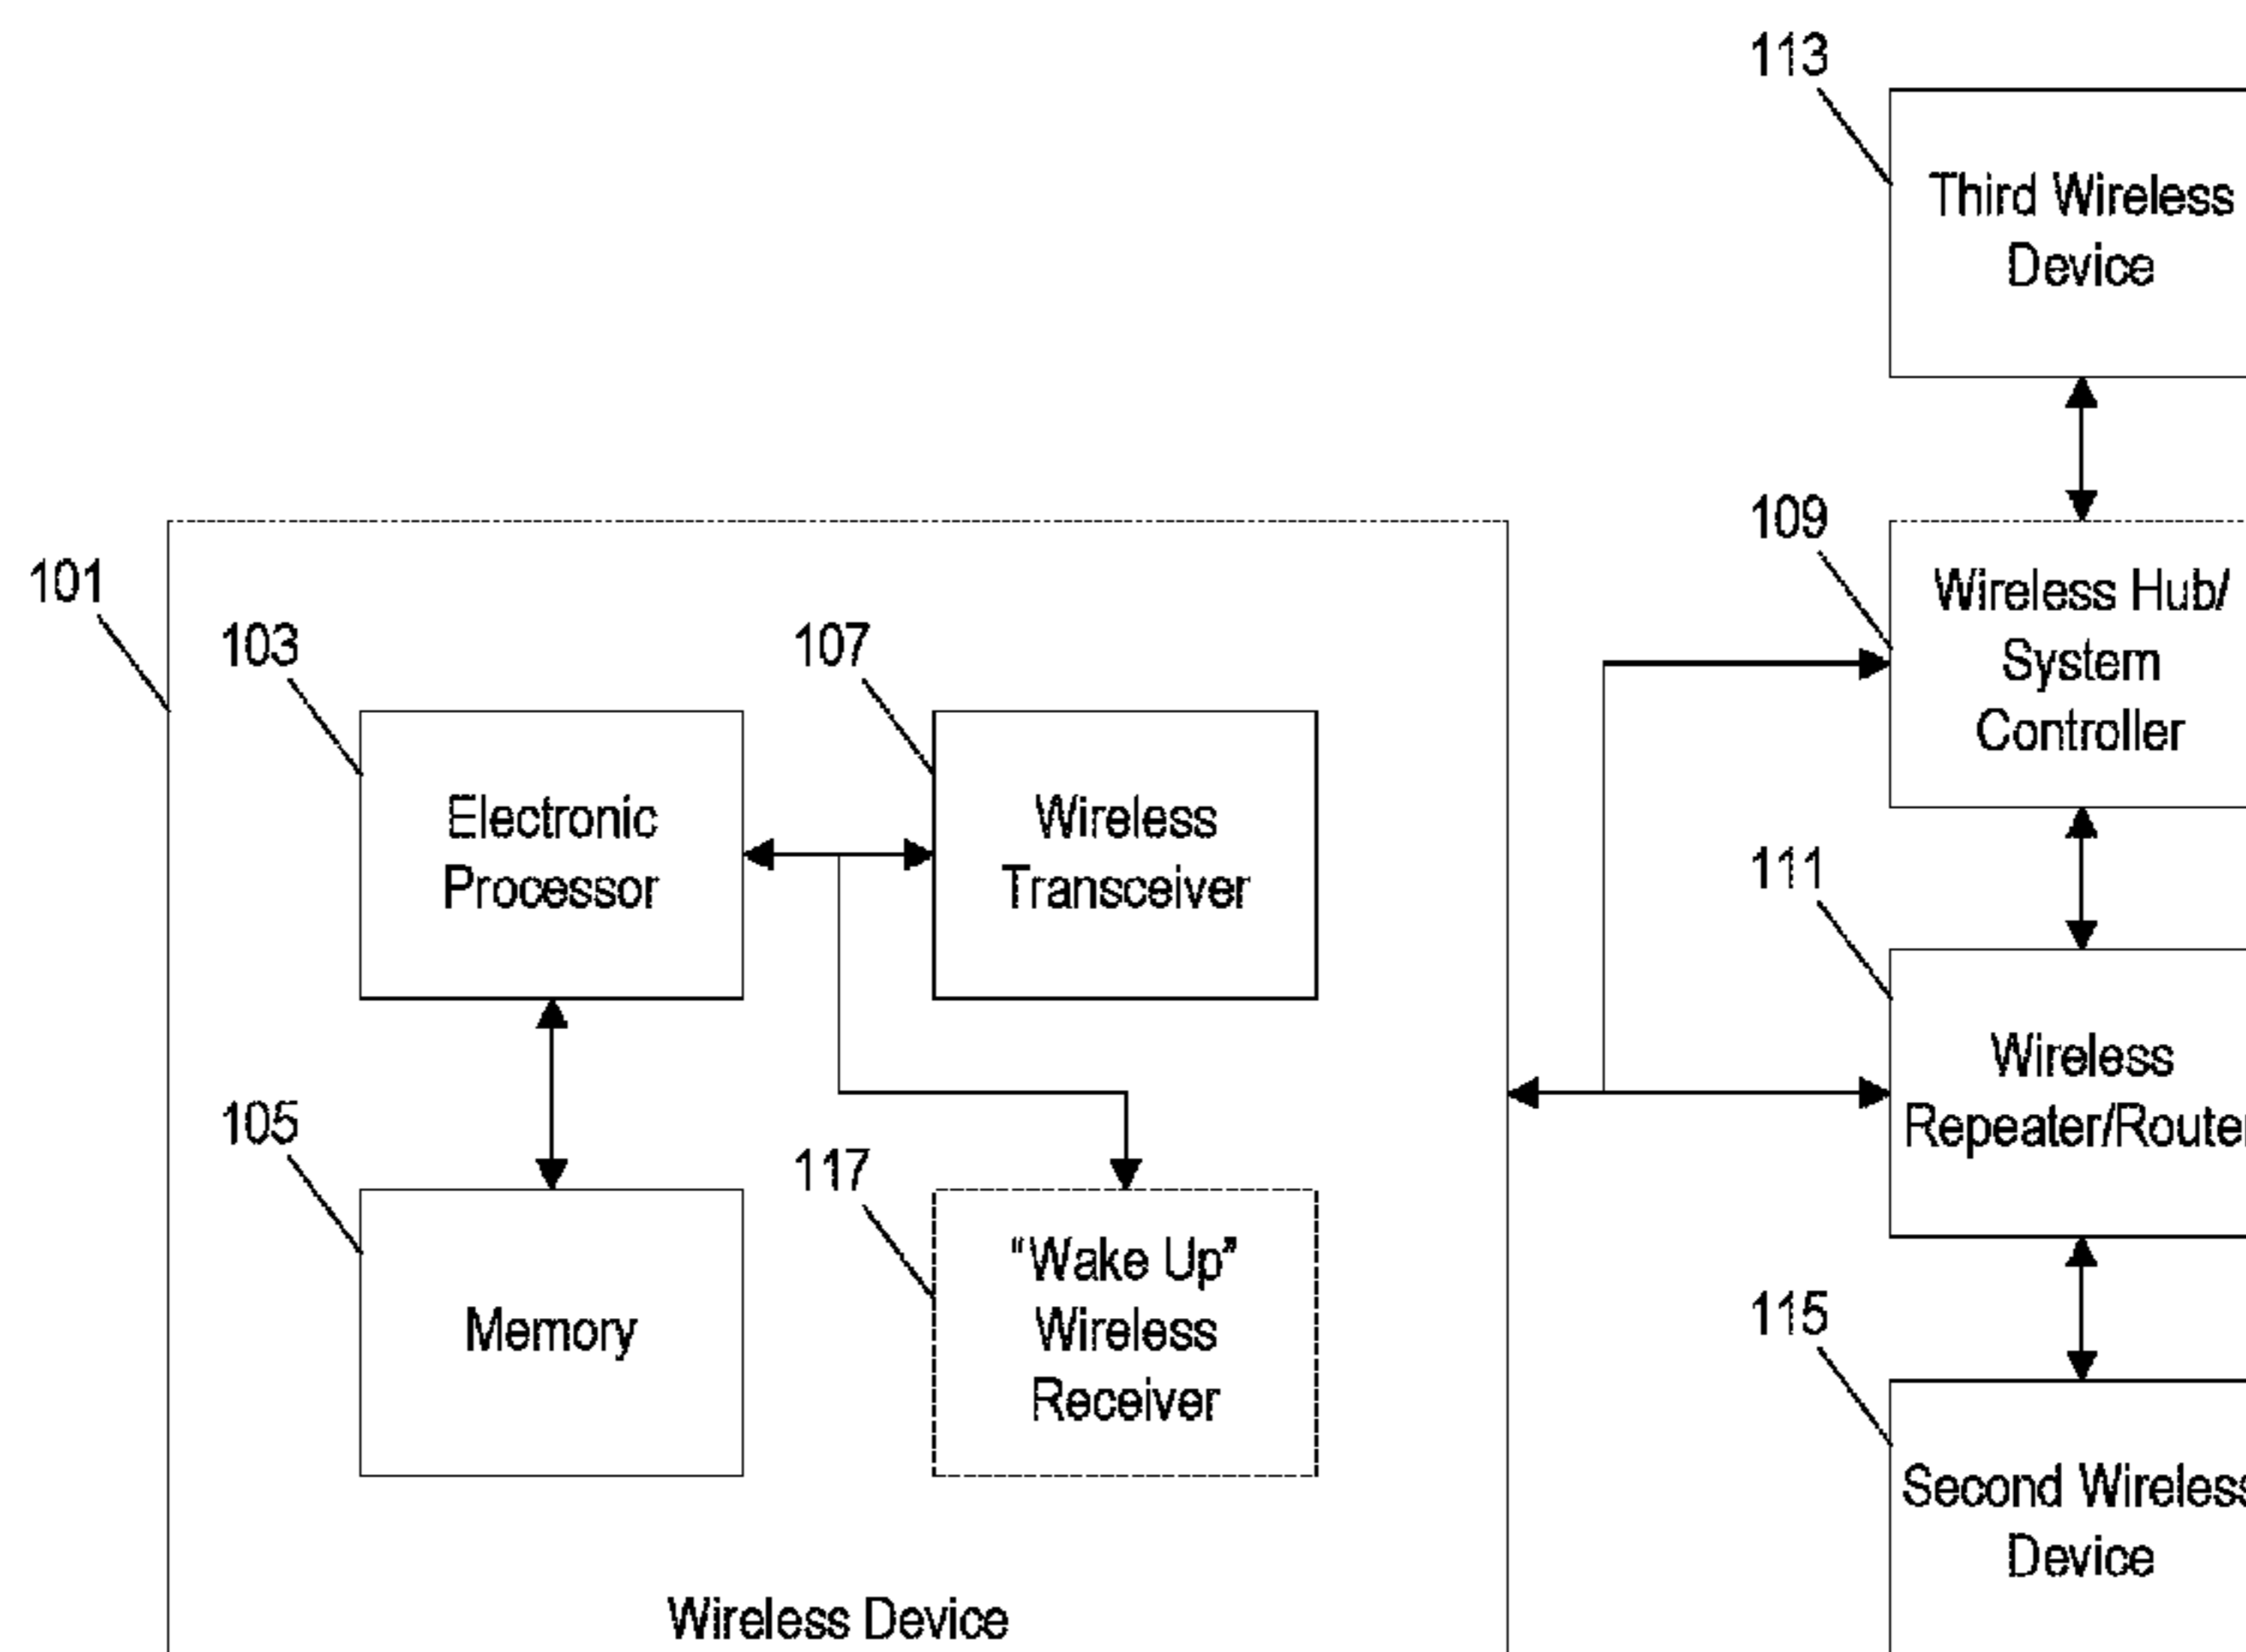 113
Third Wireless
Device
109
Wireless Hub/
System
Controller
101
103
107
Electronic
Processor
Wireless
Transceiver
111
Wireless
Repeater/Router
105
117
Memory
"Wake Up"
Wireless
Receiver
115
Second Wireless
Device
Wireless Device